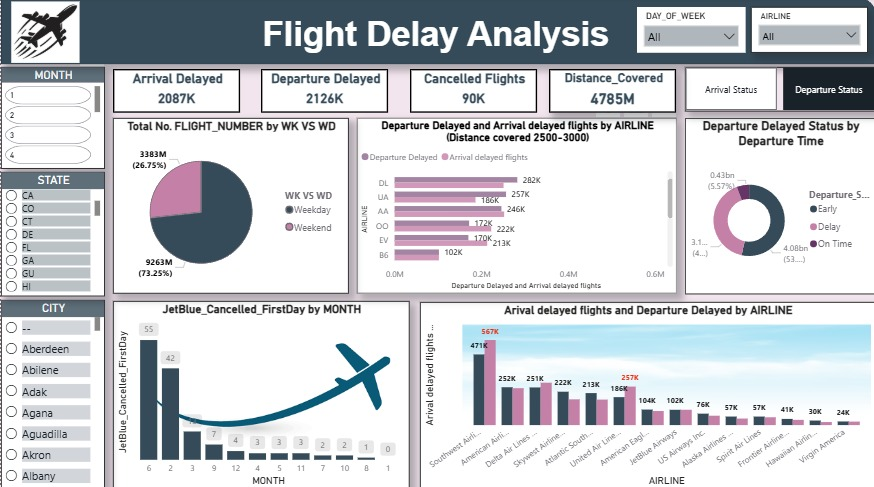 Flight Delay Analysis
DAY_OF_WEEK
All
AIRLINE
All
MONTH
1
2
3
4
Arrival Delayed
2087K
Departure Delayed
2126K
Cancelled Flights
90K
Distance_Covered
4785M
Arrival Status
Departure Status
STATE
CA
CO
CT
DE
FL
GA
GU
HI
CITY
--
Aberdeen
Abilene
Adak
Agana
Aguadilla
Akron
Albany
Total No. FLIGHT_NUMBER by WK VS WD
3383M
(26.75%)
9263M
(73.25%)
WK VS WD
Weekday
Weekend
Departure Delayed and Arrival delayed flights by AIRLINE
(Distance covered 2500-3000)
Departure Delayed
Arrival delayed flights
AIRLINE
DL
UA
AA
OO
EV
B6
282K
257K
186K
246K
172K
222K
170K
213K
102K
0.0M
0.2M
0.4M
0.6M
Departure Delayed and Arrival delayed flights
Departure Delayed Status by
Departure Time
0.43bn
(5.57%)
3.1...
(4...)
4.08bn
(53....)
Departure_S...
Early
Delay
On Time
JetBlue_Cancelled_FirstDay by MONTH
JetBlue_Cancelled_FirstDay
55
42
9
7
4
3
3
3
2
2
1
0
6
2
3
9
12
4
5
11
7
10
8
1
MONTH
Arival delayed flights and Departure Delayed by AIRLINE
Arival delayed flights ...
471K
567K
252K
251K
222K
213K
186K
257K
104K
102K
76K
57K
57K
41K
30K
24K
Southwest Airli...
American Airli...
Delta Air Lines ...
Skywest Airline...
Atlantic South...
United Air Line...
American Eagl...
JetBlue Airways
US Airways Inc.
Alaska Airlines ...
Spirit Air Lines
Frontier Airline...
Hawaiian Airlin...
Virgin America
AIRLINE